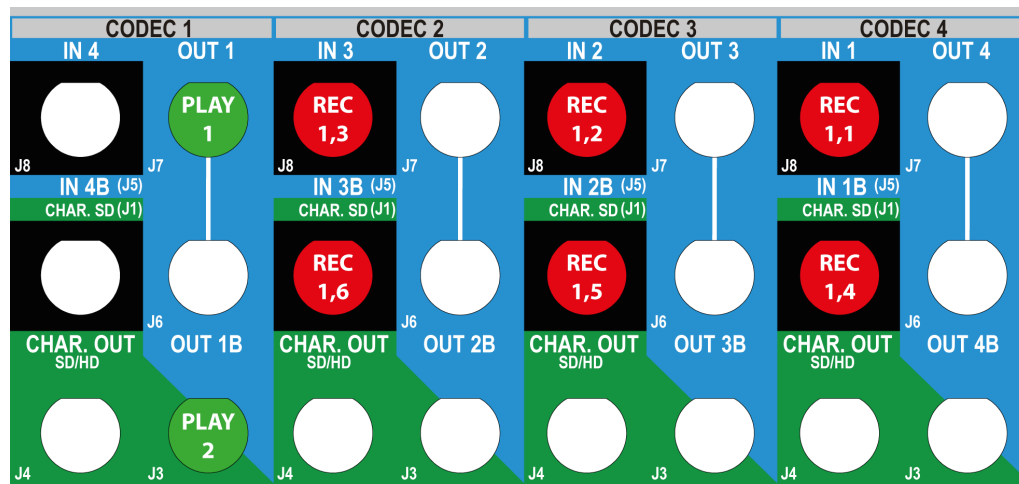 CODEC 1 CODEC 2 CODEC 3 CODEC 4
IN 4 OUT 1 IN 3 OUT 2 IN 2 OUT 3 IN 1 OUT 4
PLAY REC REC REC
1 1,3 1,2 1,1
J8 J7 J8 J7 J8 J7 J8 J7
IN 4B (J5) IN 3B (J5) IN 2B (J5) IN 1B (J5)
CHAR. SD (J1) CHAR. SD (J1) CHAR. SD (J1) CHAR. SD (J1)
REC REC REC
1,6 1,5 1,4
J6 J6 J6 J6
CHAR. OUT OUT 1B CHAR. OUT OUT 2B CHAR. OUT OUT 3B CHAR. OUT OUT 4B
SD/HD SD/HD SD/HD SD/HD
PLAY
2
J4 J3 J4 J3 J4 J3 J4 J3